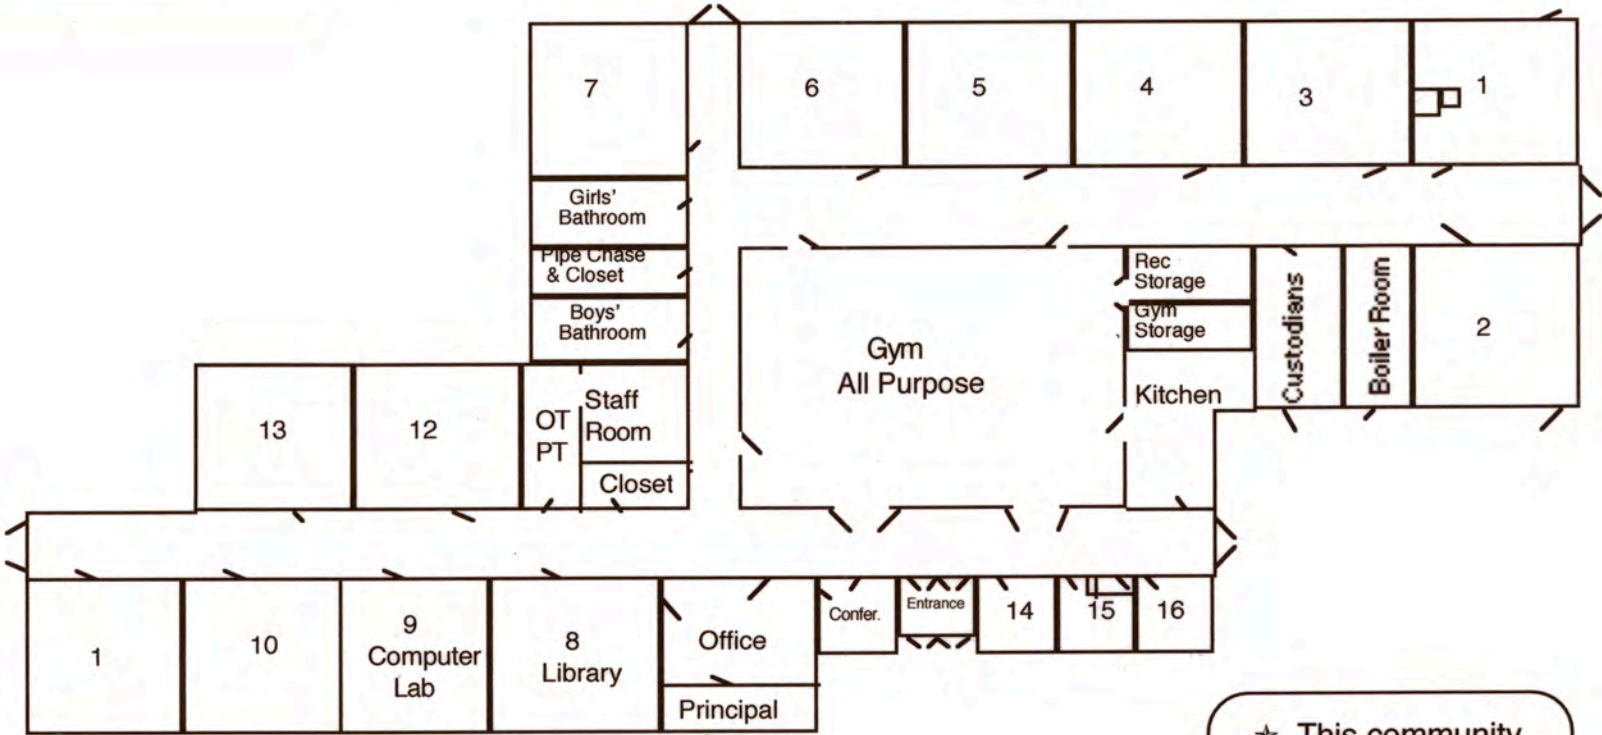 7
6
5
4
3
1
Girls'
Bathroom
Pipe Chase
& Closet
Boys'
Bathroom
Rec
Storage
Gym
Storage
Custodians
Boiler Room
2
Gym
All Purpose
Kitchen
13
12
OT
PT
Staff
Room
Closet
1
10
9
Computer
Lab
8
Library
Office
Principal
Confer.
Entrance
14
15
16
☆ This community